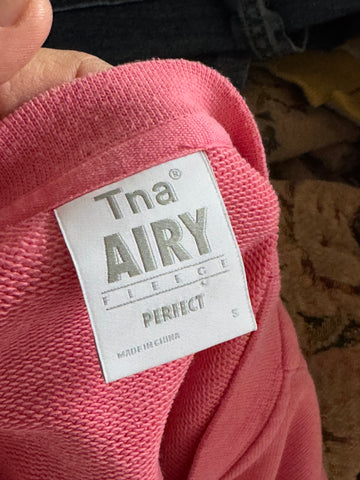 Tna®
AIRY
FLEECE
PERFECT
S
MADE IN CHINA